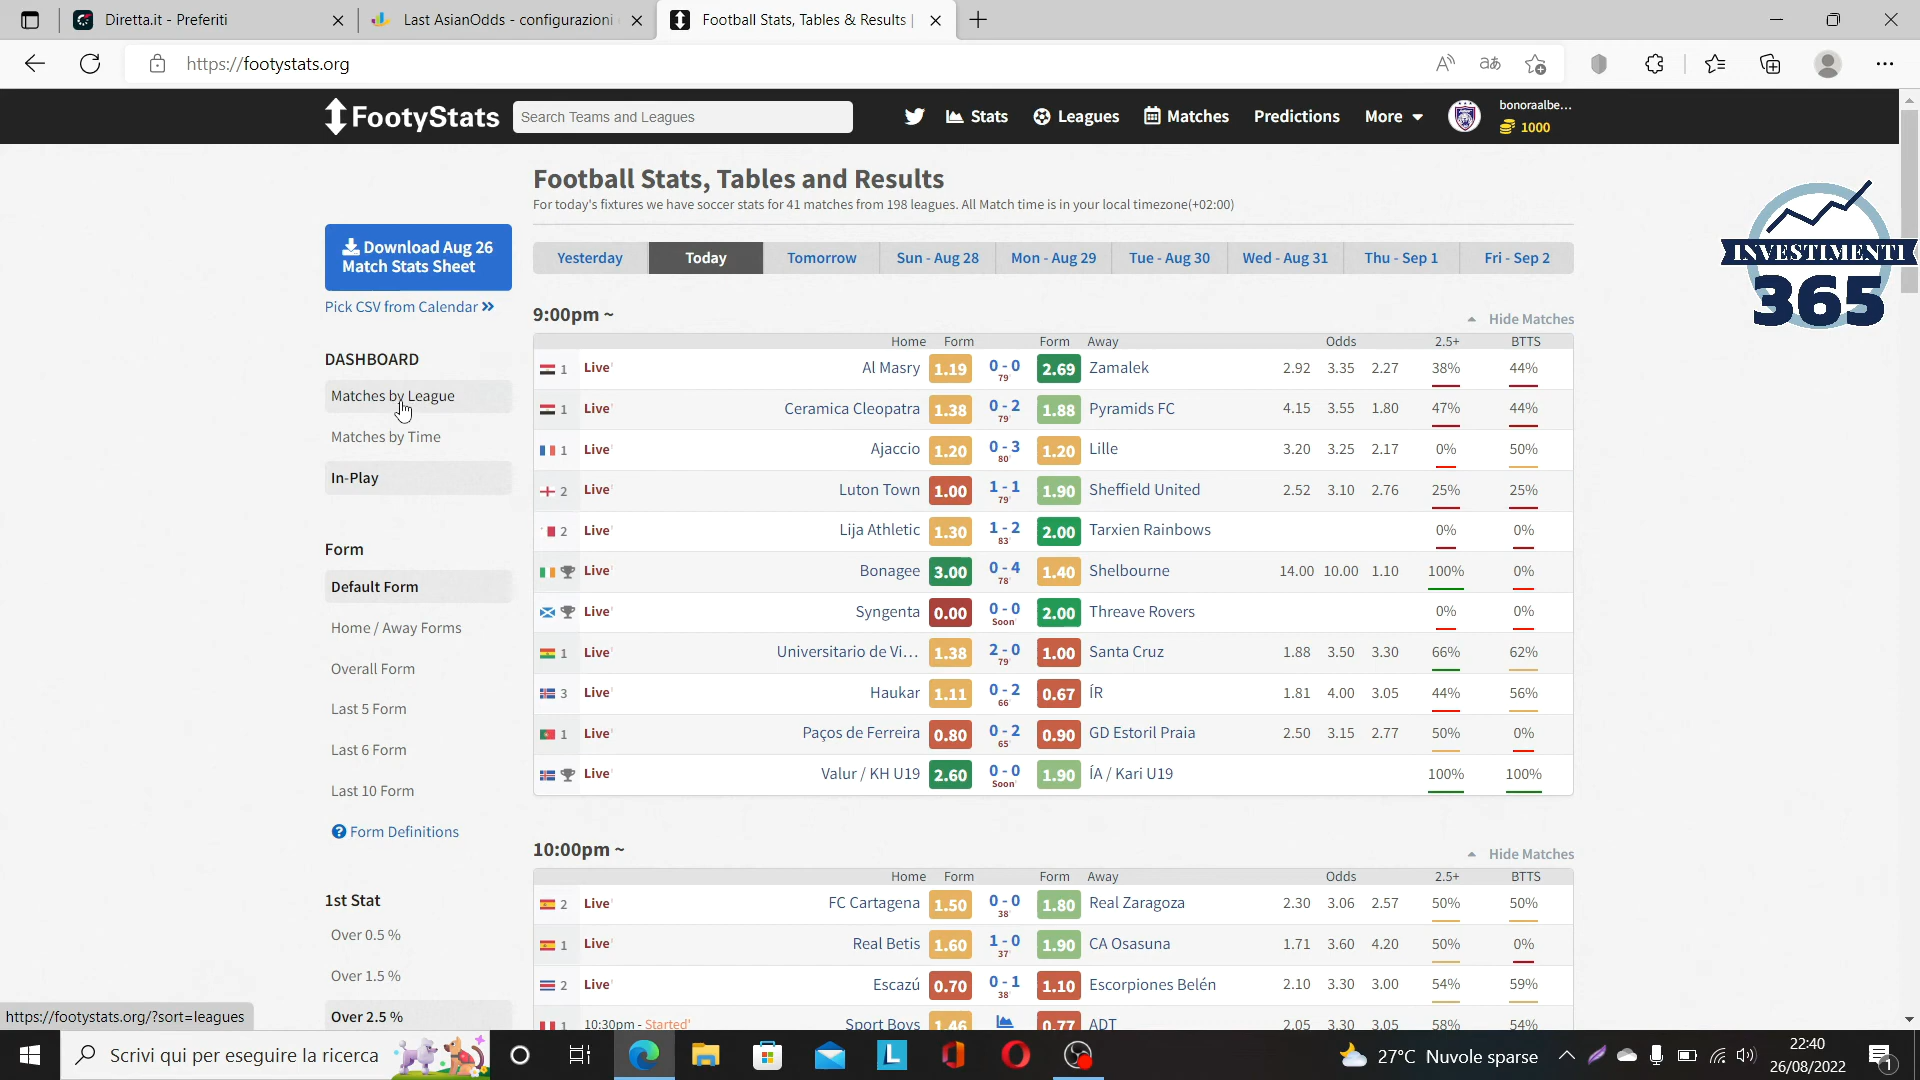 Diretta.it - Preferiti
Last AsianOdds - configurazioni
Football Stats, Tables & Results |
https://footystats.org
FootyStats
Search Teams and Leagues
Stats
Leagues
Matches
Predictions
More
bonoraalbe...
1000
Football Stats, Tables and Results
For today's fixtures we have soccer stats for 41 matches from 198 leagues. All Match time is in your local timezone(+02:00)
Download Aug 26
Match Stats Sheet
Pick CSV from Calendar
Yesterday Today Tomorrow Sun - Aug 28 Mon - Aug 29 Tue - Aug 30 Wed - Aug 31 Thu - Sep 1 Fri - Sep 2
INVESTIMENTI
365
DASHBOARD
Matches by League
Matches by Time
In-Play
Form
Default Form
Home / Away Forms
Overall Form
Last 5 Form
Last 6 Form
Last 10 Form
Form Definitions
1st Stat
Over 0.5 %
Over 1.5 %
Over 2.5 %
9:00pm ~
Hide Matches
Home Form Form Away Odds 2.5+ BTTS
1 Live' Al Masry 1.19 0 - 0 79' 2.69 Zamalek 2.92 3.35 2.27 38% 44%
1 Live' Ceramica Cleopatra 1.38 0 - 2 79' 1.88 Pyramids FC 4.15 3.55 1.80 47% 44%
1 Live' Ajaccio 1.20 0 - 3 80' 1.20 Lille 3.20 3.25 2.17 0% 50%
2 Live' Luton Town 1.00 1 - 1 79' 1.90 Sheffield United 2.52 3.10 2.76 25% 25%
2 Live' Lija Athletic 1.30 1 - 2 83' 2.00 Tarxien Rainbows 0% 0%
Live' Bonagee 3.00 0 - 4 78' 1.40 Shelbourne 14.00 10.00 1.10 100% 0%
Live' Syngenta 0.00 0 - 0 Soon' 2.00 Threave Rovers 0% 0%
1 Live' Universitario de Vi... 1.38 2 - 0 79' 1.00 Santa Cruz 1.88 3.50 3.30 66% 62%
3 Live' Haukar 1.11 0 - 2 66' 0.67 ÍR 1.81 4.00 3.05 44% 56%
1 Live' Paços de Ferreira 0.80 0 - 2 65' 0.90 GD Estoril Praia 2.50 3.15 2.77 50% 0%
Live' Valur / KH U19 2.60 0 - 0 Soon' 1.90 ÍA / Kari U19 100% 100%
10:00pm ~
Hide Matches
Home Form Form Away Odds 2.5+ BTTS
2 Live' FC Cartagena 1.50 0 - 0 38' 1.80 Real Zaragoza 2.30 3.06 2.57 50% 50%
1 Live' Real Betis 1.60 1 - 0 37' 1.90 CA Osasuna 1.71 3.60 4.20 50% 0%
2 Live' Escazú 0.70 0 - 1 38' 1.10 Escorpiones Belén 2.10 3.30 3.00 54% 59%
1 10:30pm - Started' Sport Boys 1.46 0.77 ADT 2.05 3.30 3.05 58% 54%
https://footystats.org/?sort=leagues
Scrivi qui per eseguire la ricerca
27°C Nuvole sparse
22:40
26/08/2022
1